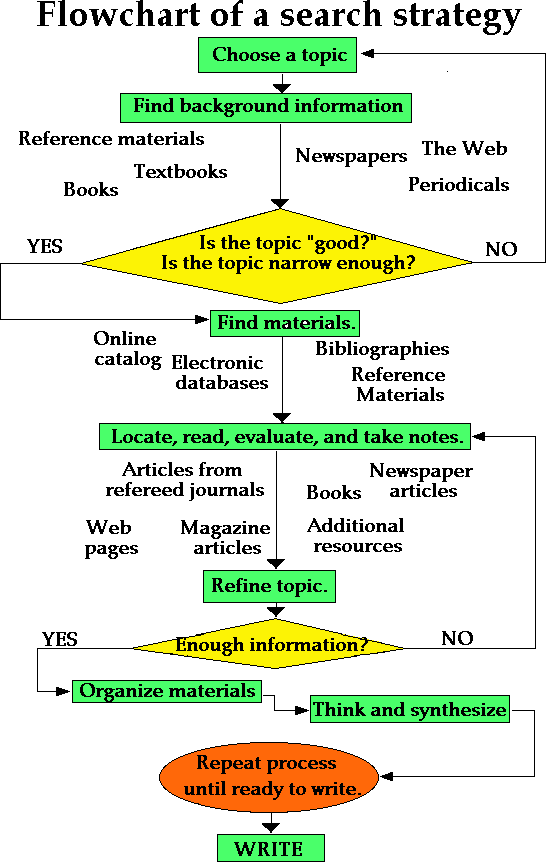 Flowchart of a search strategy
Choose a topic
Find background information
Reference materials
Textbooks
Books
Newspapers
The Web
Periodicals
YES
Is the topic "good?"
Is the topic narrow enough?
NO
Find materials.
Online
catalog
Electronic
databases
Bibliographies
Reference
Materials
Locate, read, evaluate, and take notes.
Articles from
refereed journals
Books
Newspaper
articles
Web
pages
Magazine
articles
Additional
resources
Refine topic.
YES
Enough information?
NO
Organize materials
Think and synthesize
Repeat process
until ready to write.
WRITE